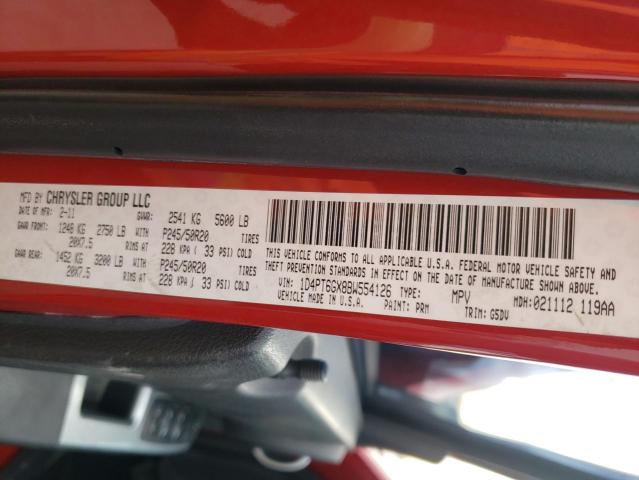 MFD BY CHRYSLER GROUP LLC
DATE OF MFR: 2-11 GVWR: 2541 KG 5600 LB
GAWR FRONT: 1248 KG 2750 LB WITH P245/50R20 TIRES
20X7.5 RIMS AT 228 KPA ( 33 PSI) COLD
GAWR REAR: 1452 KG 3200 LB WITH P245/50R20 TIRES
20X7.5 RIMS AT 228 KPA ( 33 PSI) COLD
THIS VEHICLE CONFORMS TO ALL APPLICABLE U.S.A. FEDERAL MOTOR VEHICLE SAFETY AND
THEFT PREVENTION STANDARDS IN EFFECT ON THE DATE OF MANUFACTURE SHOWN ABOVE.
VIN: 1D4PT6GX8BW554126 TYPE: MPV MDH: 021112 119AA
VEHICLE MADE IN U.S.A. PAINT: PRM TRIM: G5DV